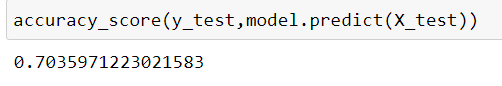 accuracy_score(y_test,model.predict(X_test))
0.7035971223021583